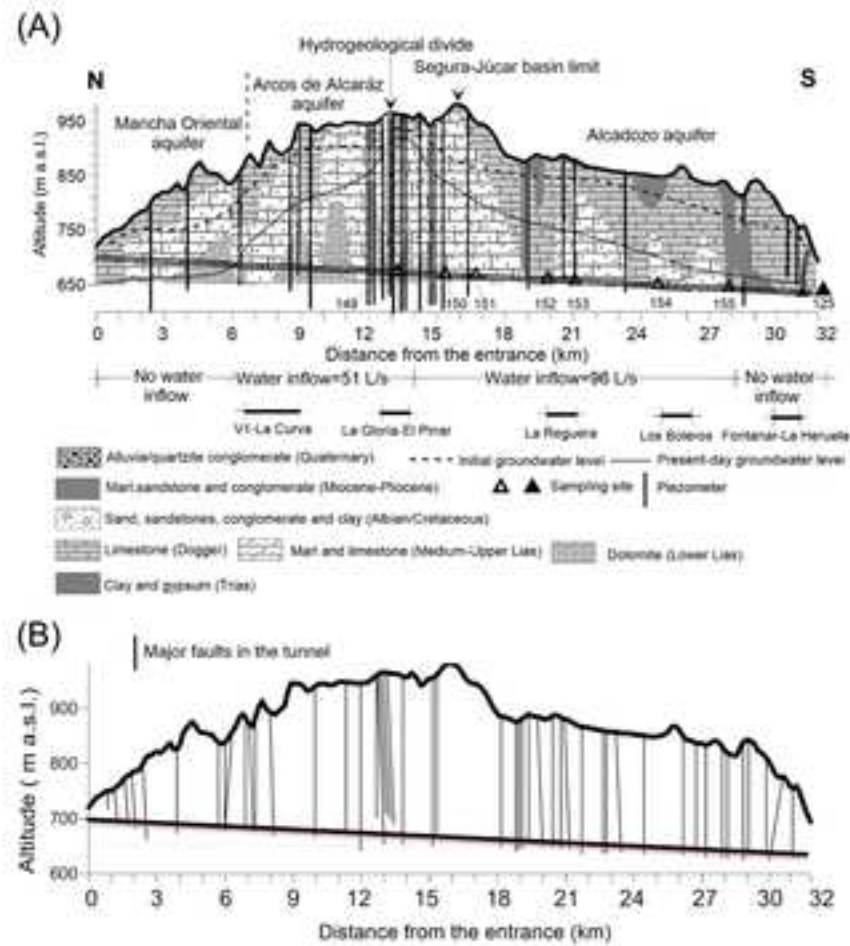 (A)
Hydrogeological divide
Segura-Júcar basin limit
N
Arcos de Alcaráz
aquifer
S
Mancha Oriental
aquifer
Alcadozo aquifer
Altitude (m a.s.l.)
950
850
750
650
149 150 151 152 153 154 155 125
0 3 6 9 12 15 18 21 24 27 30 32
Distance from the entrance (km)
No water
inflow
Water inflow=51 L/s
Water inflow=96 L/s
No water
inflow
La Gloria-El Pinar
La Reguera
Los Boleros
Fontanar-La Heruela
Alluvia/quartzite conglomerate (Quaternary)
Initial groundwater level
Present-day groundwater level
Marl,sandstone and conglomerate (Miocene-Pliocene)
Sampling site
Piezometer
Sand, sandstones, conglomerate and clay (Albian/Cretaceous)
Limestone (Dogger)
Marl and limestone (Medium-Upper Lias)
Dolomite (Lower Lias)
Clay and gypsum (Trias)
(B)
Major faults in the tunnel
Altitude ( m a.s.l.)
900
800
700
600
0 3 6 9 12 15 18 21 24 27 30 32
Distance from the entrance (km)